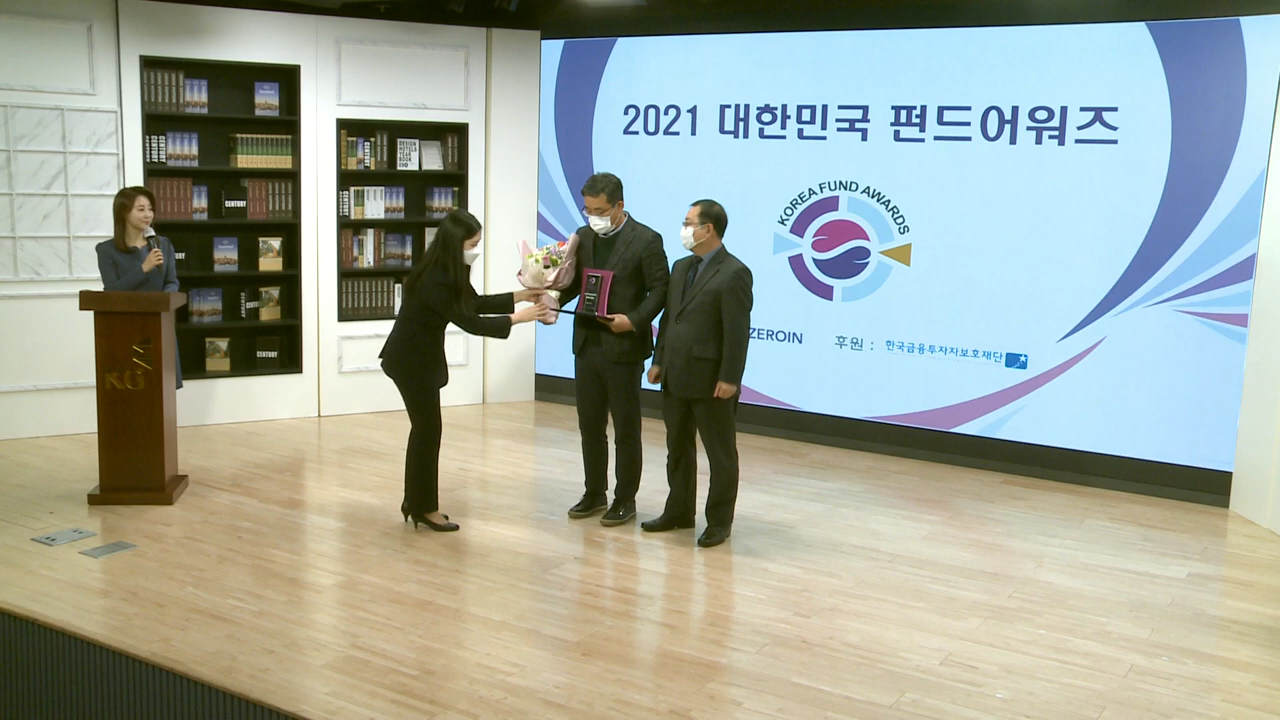 2021 대한민국 펀드어워즈
KOREA FUND AWARDS
ZEROIN
후원 : 한국금융투자자보호재단
DESIGN
HOTELS
YEAR
BOOK
CENTURY
CENTURY
KG